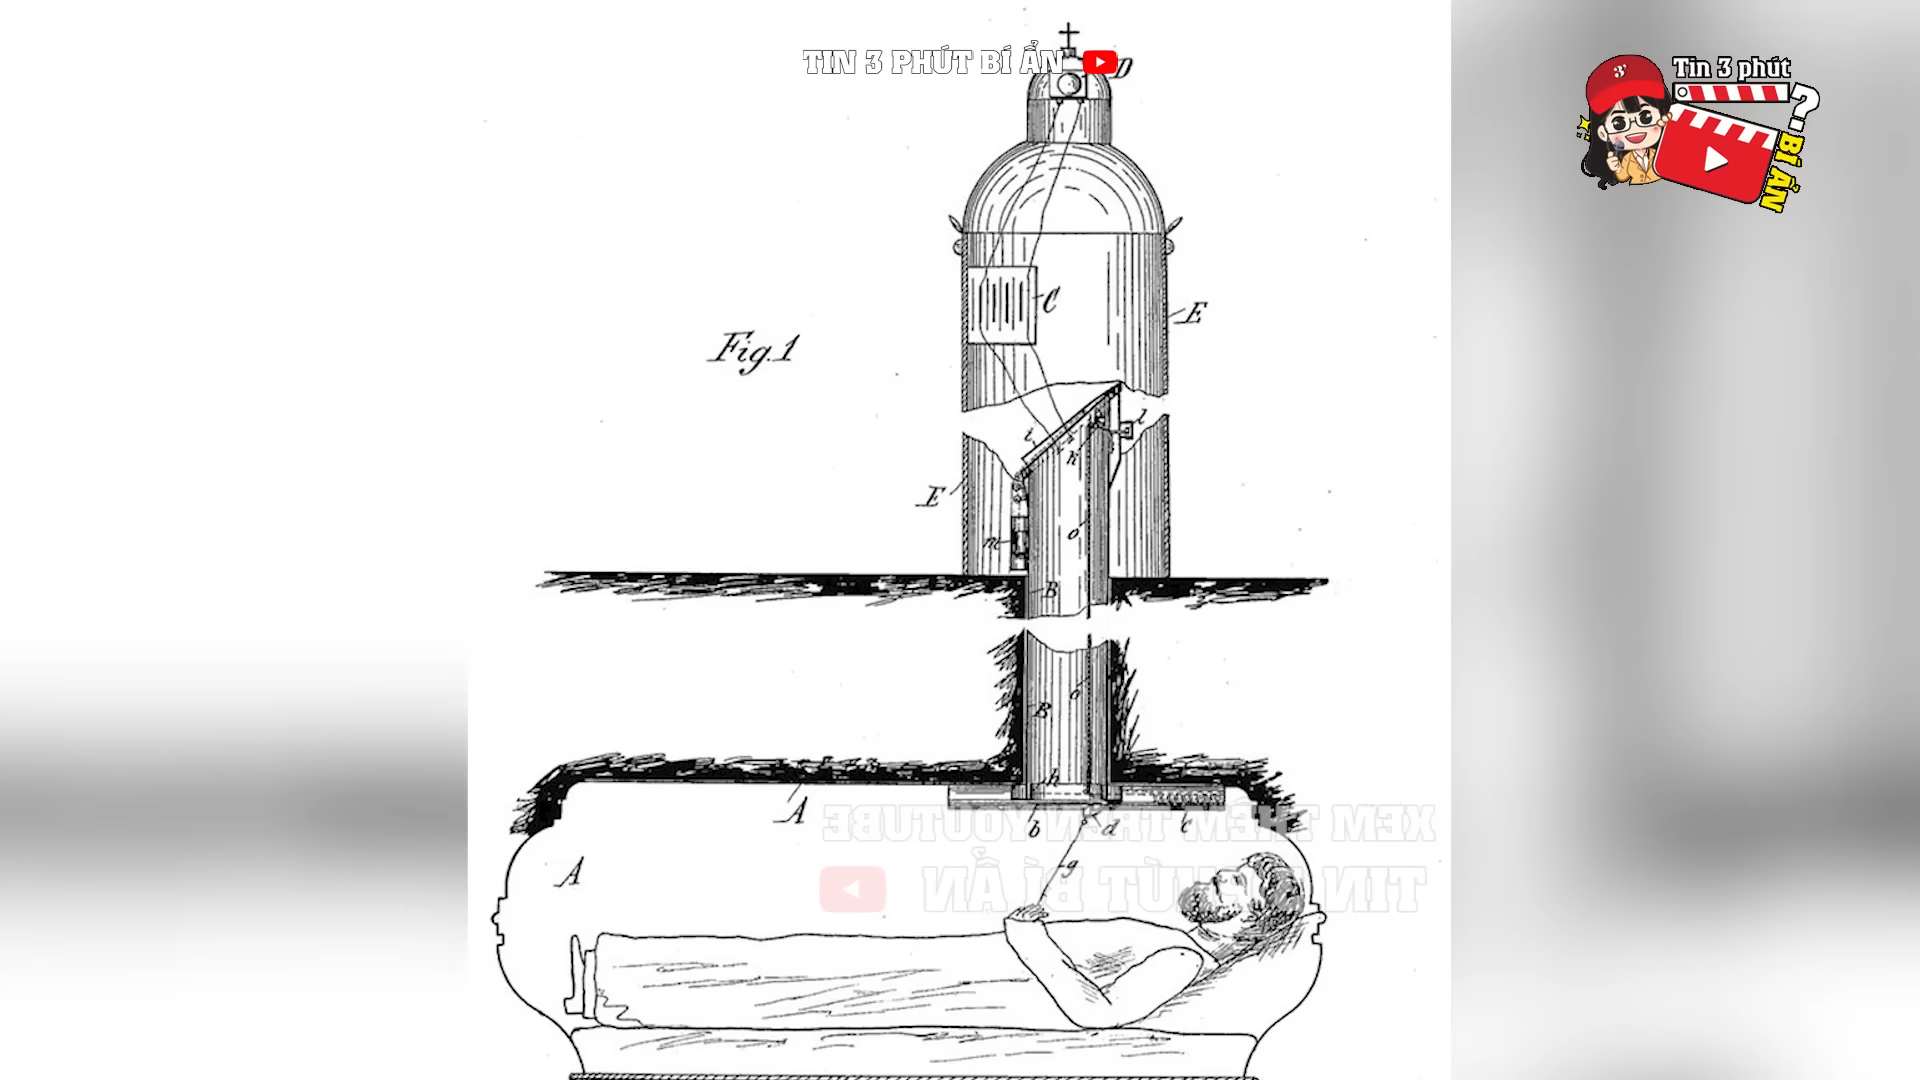 TIN 3 PHÚT BÍ ẨN
D
3'
Tin 3 phút
?
BÍ ẨN
C
E
Fig. 1
i
l
k
E
m
o
B
o
B
h
A
b
d
c
XEM THÊM TRÊN YOUTUBE
A
g
TIN 3 PHÚT BÍ ẨN